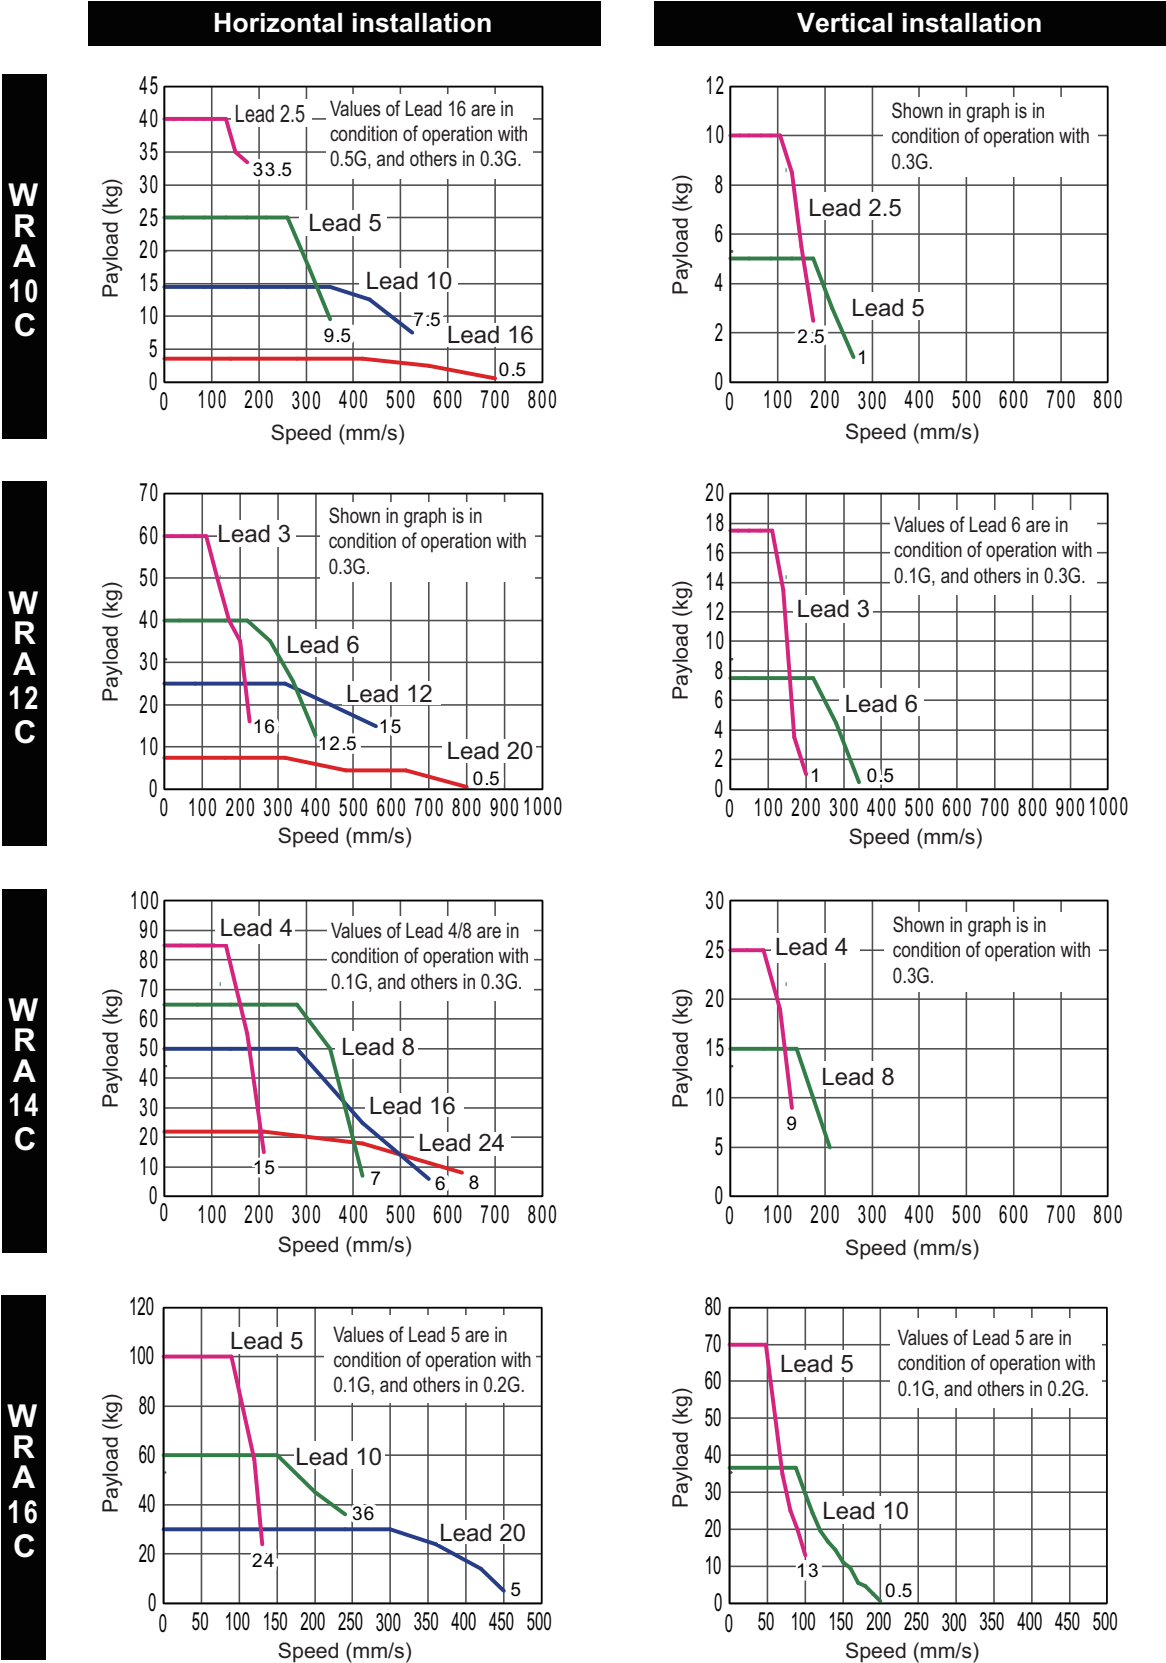 Horizontal installation
Vertical installation
WRA10C
45
40
35
30
25
20
15
10
5
0
Payload (kg)
Lead 2.5
Values of Lead 16 are in
condition of operation with
0.5G, and others in 0.3G.
33.5
Lead 5
Lead 10
7.5
9.5
Lead 16
0.5
0 100 200 300 400 500 600 700 800
Speed (mm/s)
12
10
8
6
4
2
0
Payload (kg)
Shown in graph is in
condition of operation with
0.3G.
Lead 2.5
Lead 5
2.5
1
0 100 200 300 400 500 600 700 800
Speed (mm/s)
WRA12C
70
60
50
40
30
20
10
0
Payload (kg)
Lead 3
Shown in graph is in
condition of operation with
0.3G.
Lead 6
Lead 12
16
15
12.5
Lead 20
0.5
0 100 200 300 400 500 600 700 800 900 1000
Speed (mm/s)
20
18
16
14
12
10
8
6
4
2
0
Payload (kg)
Values of Lead 6 are in
condition of operation with
0.1G, and others in 0.3G.
Lead 3
Lead 6
1
0.5
0 100 200 300 400 500 600 700 800 900 1000
Speed (mm/s)
WRA14C
100
90
80
70
60
50
40
30
20
10
0
Payload (kg)
Lead 4
Values of Lead 4/8 are in
condition of operation with
0.1G, and others in 0.3G.
Lead 8
Lead 16
Lead 24
15
7
6
8
0 100 200 300 400 500 600 700 800
Speed (mm/s)
30
25
20
15
10
5
0
Payload (kg)
Lead 4
Shown in graph is in
condition of operation with
0.3G.
Lead 8
9
0 100 200 300 400 500 600 700 800
Speed (mm/s)
WRA16C
120
100
80
60
40
20
0
Payload (kg)
Lead 5
Values of Lead 5 are in
condition of operation with
0.1G, and others in 0.2G.
Lead 10
36
Lead 20
24
5
0 50 100 150 200 250 300 350 400 450 500
Speed (mm/s)
80
70
60
50
40
30
20
10
0
Payload (kg)
Values of Lead 5 are in
condition of operation with
0.1G, and others in 0.2G.
Lead 5
Lead 10
13
0.5
0 50 100 150 200 250 300 350 400 450 500
Speed (mm/s)